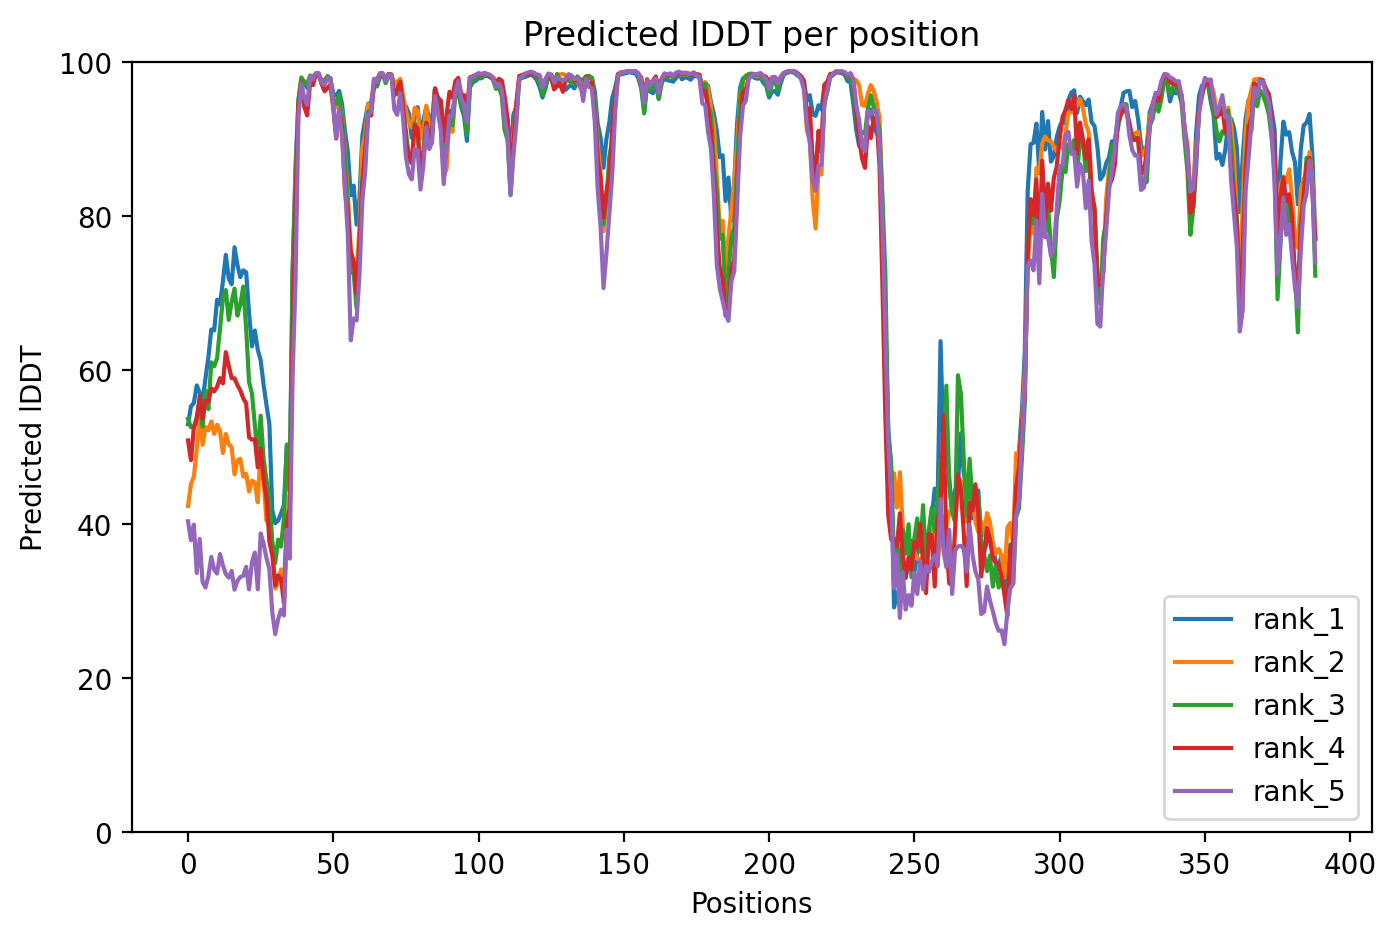 Predicted lDDT per position
Predicted lDDT
100
80
60
40
20
0
0 50 100 150 200 250 300 350 400
Positions
rank_1
rank_2
rank_3
rank_4
rank_5